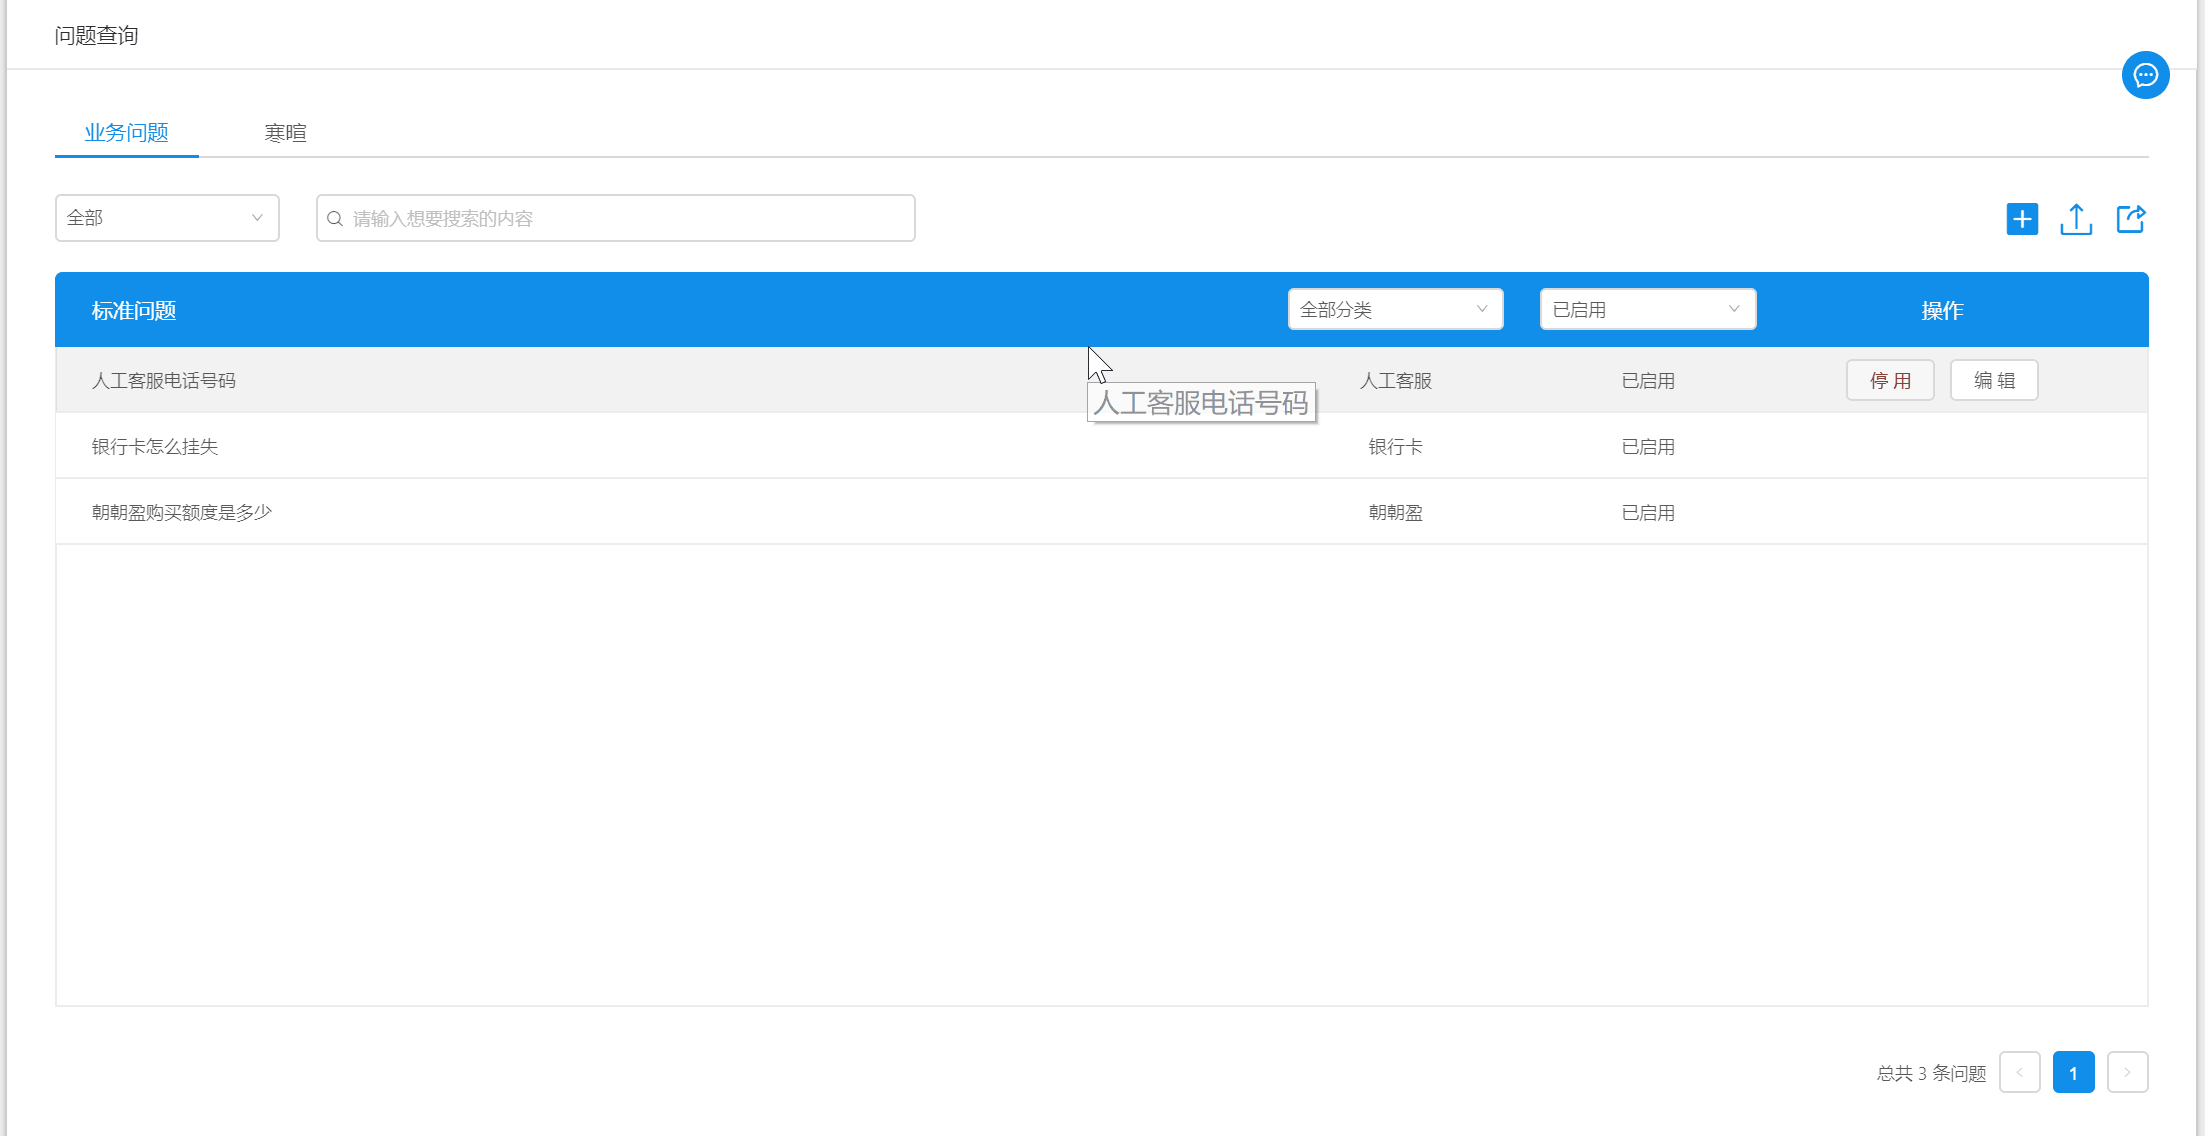 问题查询
业务问题 寒暄
全部 请输入想要搜索的内容
标准问题 全部分类 已启用 操作
人工客服电话号码 人工客服 已启用 停 用 编 辑
人工客服电话号码
银行卡怎么挂失 银行卡 已启用
朝朝盈购买额度是多少 朝朝盈 已启用
总共 3 条问题 < 1 >